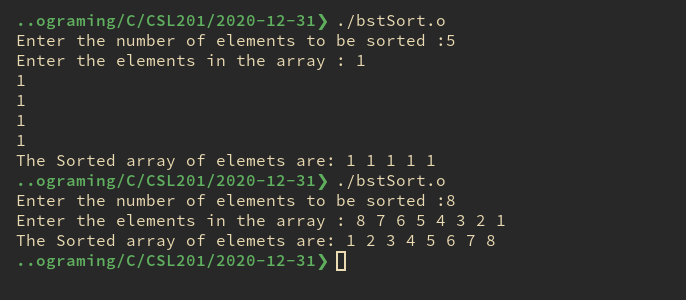 ..ograming/C/CSL201/2020-12-31❯ ./bstSort.o
Enter the number of elements to be sorted :5
Enter the elements in the array : 1
1
1
1
1
The Sorted array of elemets are: 1 1 1 1 1
..ograming/C/CSL201/2020-12-31❯ ./bstSort.o
Enter the number of elements to be sorted :8
Enter the elements in the array : 8 7 6 5 4 3 2 1
The Sorted array of elemets are: 1 2 3 4 5 6 7 8
..ograming/C/CSL201/2020-12-31❯